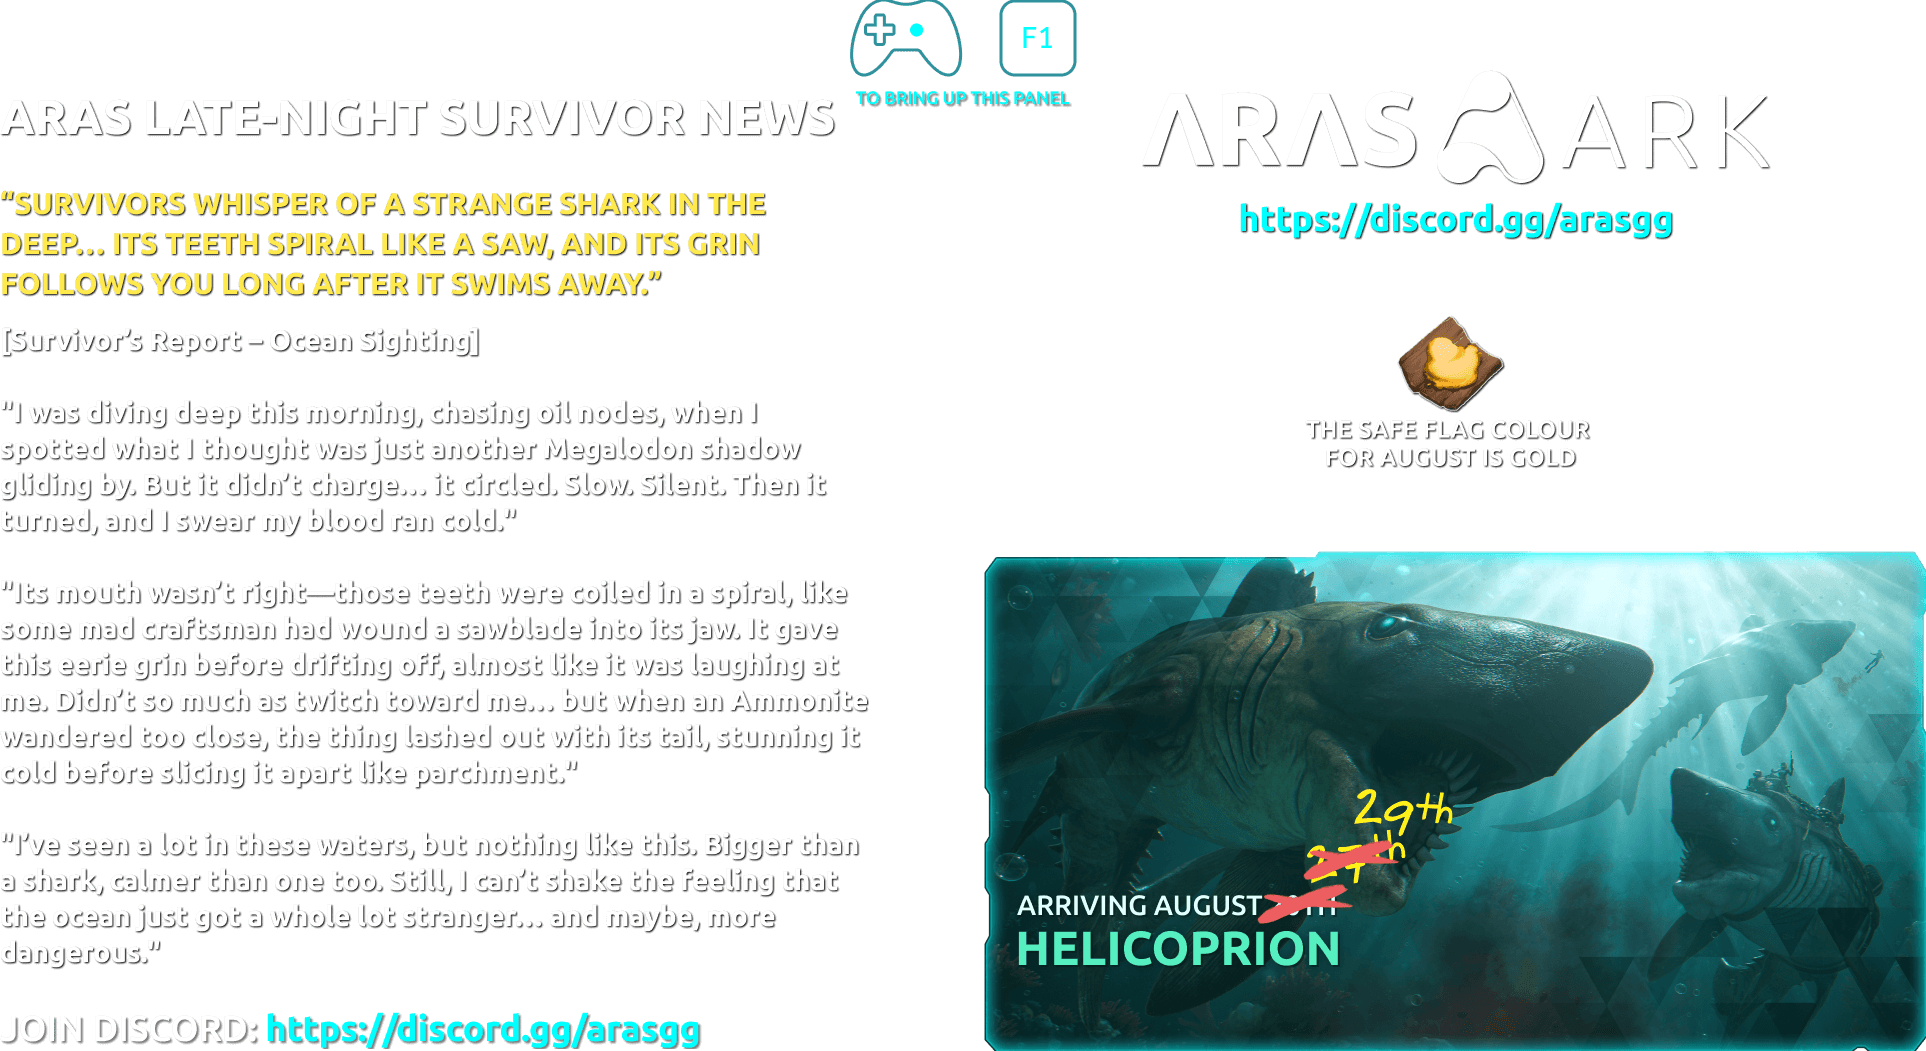 F1
TO BRING UP THIS PANEL
ARAS LATE-NIGHT SURVIVOR NEWS
“SURVIVORS WHISPER OF A STRANGE SHARK IN THE
DEEP... ITS TEETH SPIRAL LIKE A SAW, AND ITS GRIN
FOLLOWS YOU LONG AFTER IT SWIMS AWAY.”
[Survivor’s Report – Ocean Sighting]
"I was diving deep this morning, chasing oil nodes, when I
spotted what I thought was just another Megalodon shadow
gliding by. But it didn’t charge... it circled. Slow. Silent. Then it
turned, and I swear my blood ran cold."
"Its mouth wasn’t right—those teeth were coiled in a spiral, like
some mad craftsman had wound a sawblade into its jaw. It gave
this eerie grin before drifting off, almost like it was laughing at
me. Didn’t so much as twitch toward me... but when an Ammonite
wandered too close, the thing lashed out with its tail, stunning it
cold before slicing it apart like parchment."
"I’ve seen a lot in these waters, but nothing like this. Bigger than
a shark, calmer than one too. Still, I can’t shake the feeling that
the ocean just got a whole lot stranger... and maybe, more
dangerous."
JOIN DISCORD: https://discord.gg/arasgg
ARAS ARK
https://discord.gg/arasgg
THE SAFE FLAG COLOUR
FOR AUGUST IS GOLD
29th
27th
ARRIVING AUGUST
HELICOPRION